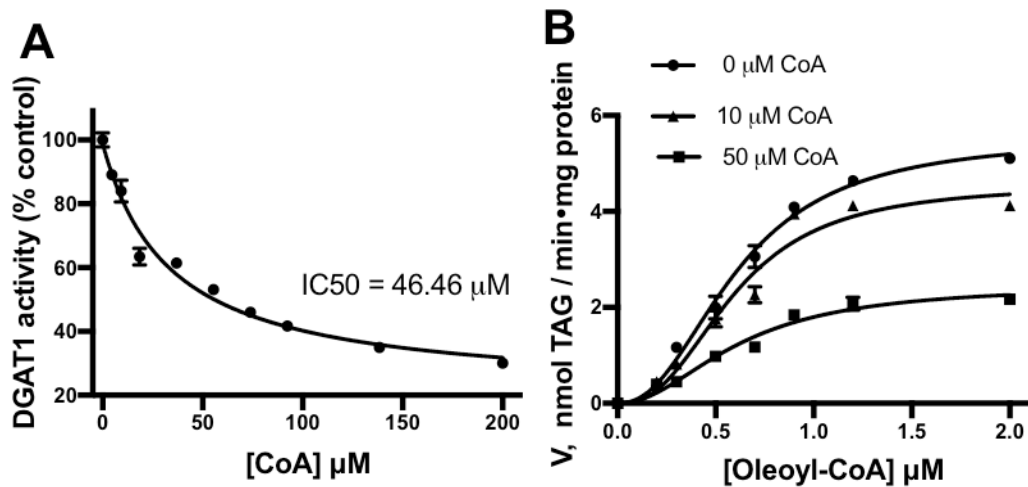 A
DGAT1 activity (% control)
100
80
60
40
20
0
50
100
150
200
IC50 = 46.46 μM
[CoA] μM
B
0 μM CoA
10 μM CoA
50 μM CoA
V, nmol TAG / min•mg protein
6
4
2
0
0.0
0.5
1.0
1.5
2.0
[Oleoyl-CoA] μM